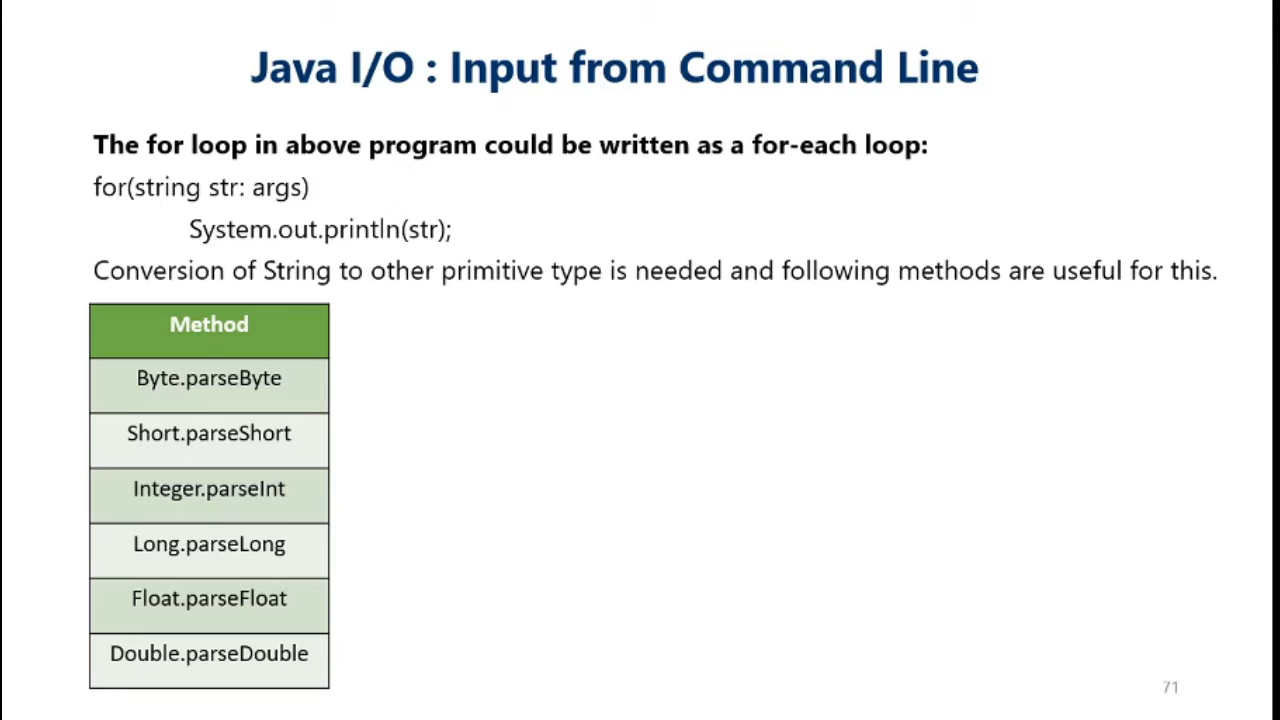 Java I/O : Input from Command Line
The for loop in above program could be written as a for-each loop:
for(string str: args)
System.out.println(str);
Conversion of String to other primitive type is needed and following methods are useful for this.
Method
Byte.parseByte
Short.parseShort
Integer.parseInt
Long.parseLong
Float.parseFloat
Double.parseDouble
71